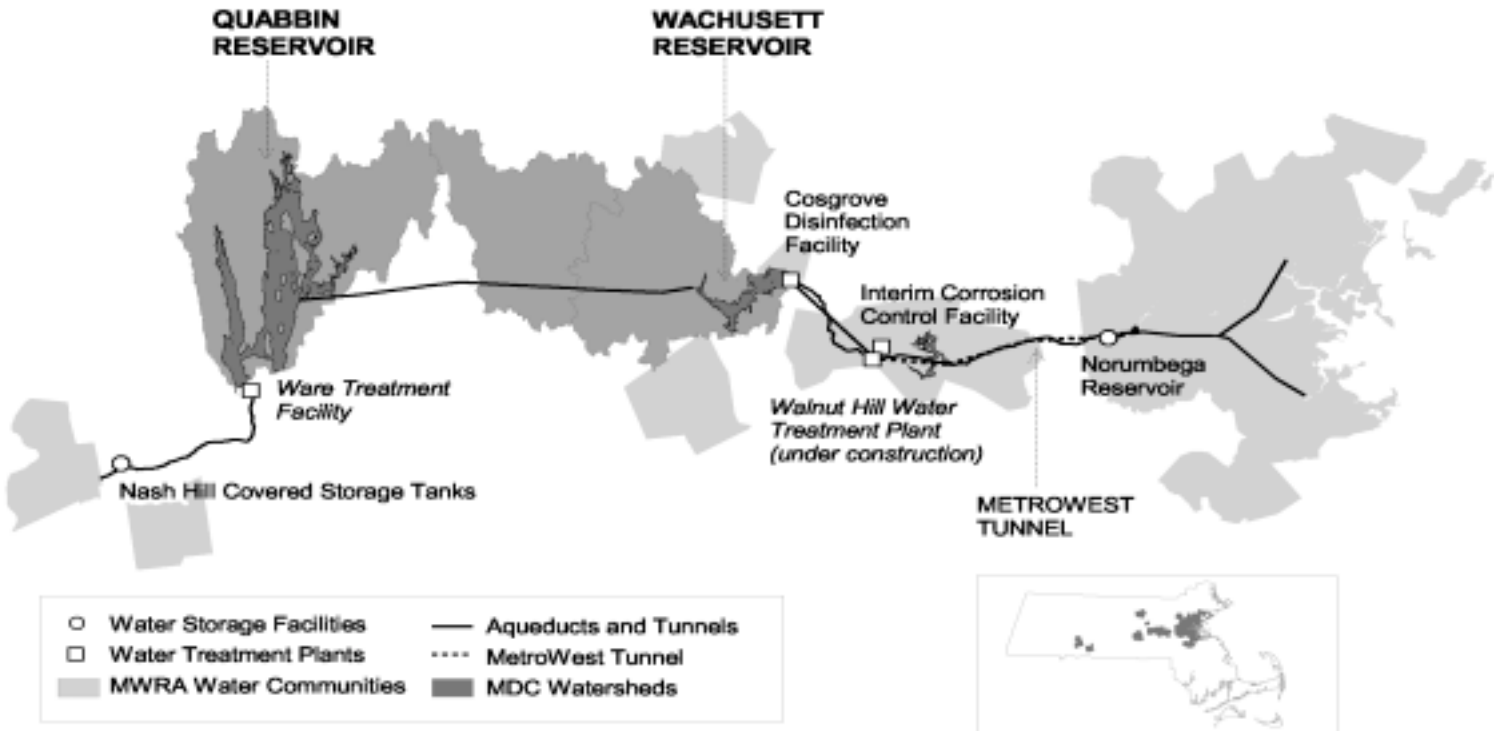 QUABBIN
RESERVOIR
WACHUSETT
RESERVOIR
Cosgrove
Disinfection
Facility
Interim Corrosion
Control Facility
Norumbega
Reservoir
Ware Treatment
Facility
Walnut Hill Water
Treatment Plant
(under construction)
Nash Hill Covered Storage Tanks
METROWEST
TUNNEL
Water Storage Facilities
Water Treatment Plants
MWRA Water Communities
Aqueducts and Tunnels
MetroWest Tunnel
MDC Watersheds